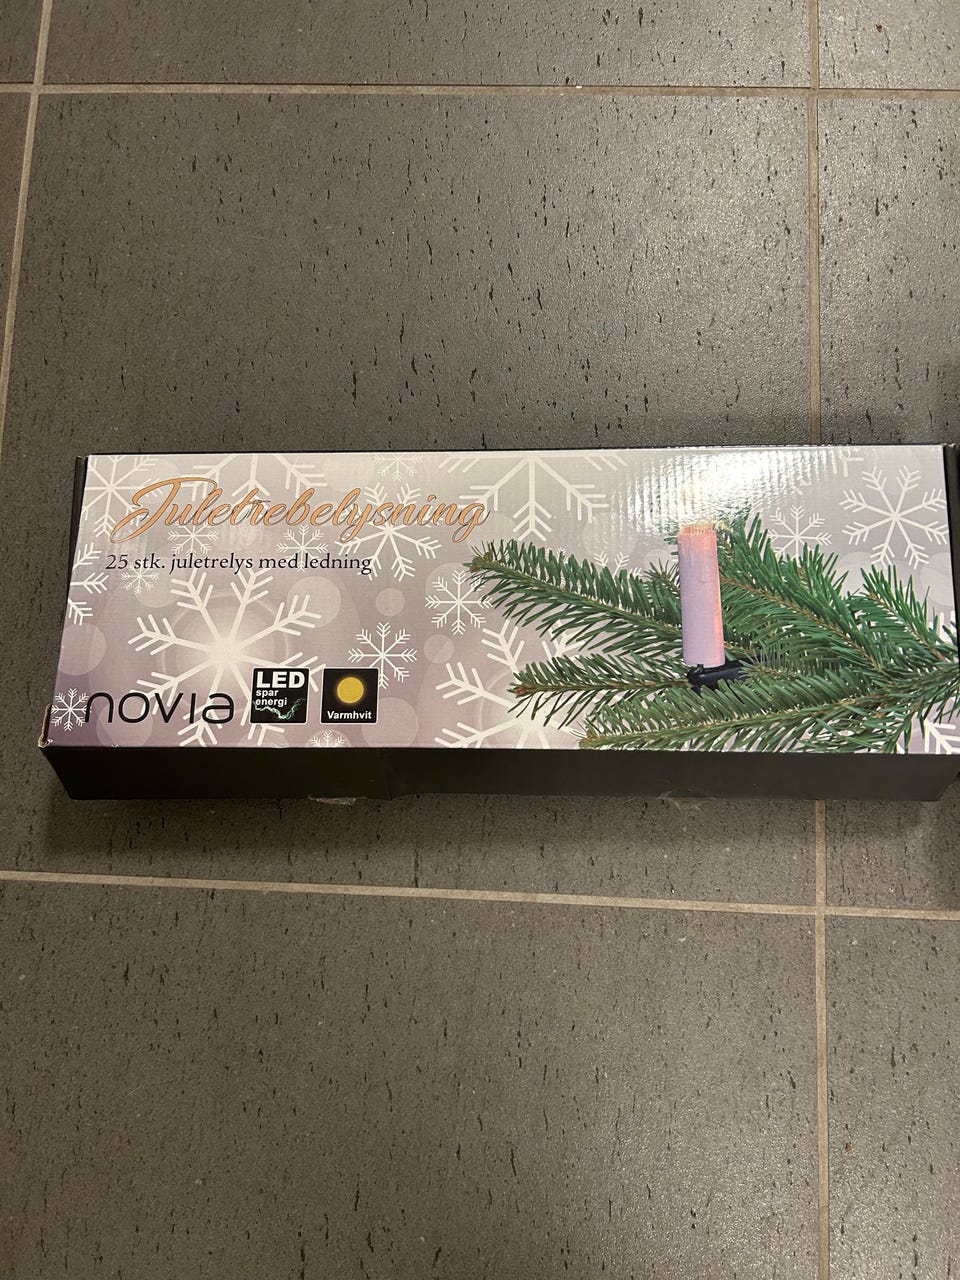 Juletrebelysning
25 stk. juletrelys med ledning
novia
LED
spar
energi
Varmhvit